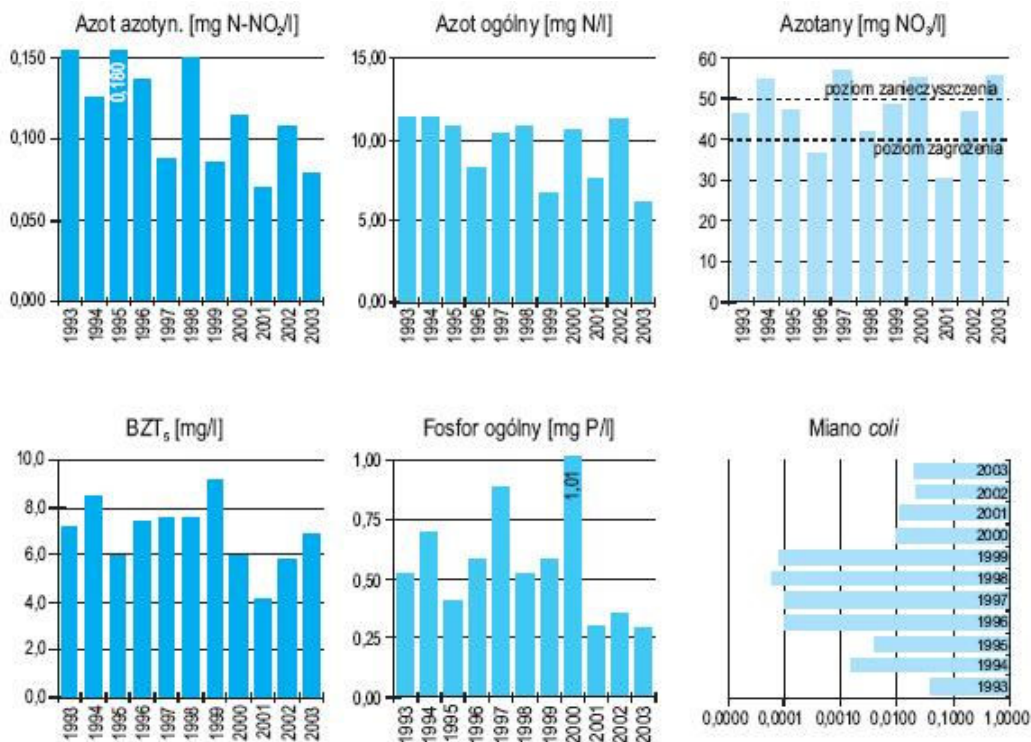 Azot azotyn. [mg N-NO₂/l]
0,150
0,100
0,050
0,000
0,180
1993 1994 1995 1996 1997 1998 1999 2000 2001 2002 2003
Azot ogólny [mg N/l]
15,00
10,00
5,00
0,00
1993 1994 1995 1996 1997 1998 1999 2000 2001 2002 2003
Azotany [mg NO₃/l]
60
50
40
30
20
10
0
poziom zanieczyszczenia
poziom zagrożenia
1993 1994 1995 1996 1997 1998 1999 2000 2001 2002 2003
BZT₅ [mg/l]
10,0
8,0
6,0
4,0
2,0
0,0
1993 1994 1995 1996 1997 1998 1999 2000 2001 2002 2003
Fosfor ogólny [mg P/l]
1,00
0,75
0,50
0,25
0,00
1,01
1993 1994 1995 1996 1997 1998 1999 2000 2001 2002 2003
Miano coli
2003
2002
2001
2000
1999
1998
1997
1996
1995
1994
1993
0,0000 0,0001 0,0010 0,0100 0,1000 1,0000